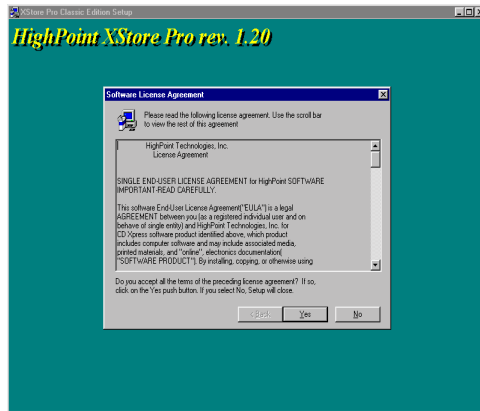 XStore Pro Classic Edition Setup
HighPoint XStore Pro rev. 1.20
Software License Agreement
Please read the following license agreement. Use the scroll bar
to view the rest of this agreement
HighPoint Technologies, Inc.
License Agreement
SINGLE END-USER LICENSE AGREEMENT for HighPoint SOFTWARE
IMPORTANT-READ CAREFULLY.
This software End-User License Agreement("EULA") is a legal
AGREEMENT between you (as a registered individual user and on
behave of single entity) and HighPoint Technologies, Inc. for
CD Xpress software product identified above, which product
includes computer software and may include associated media,
printed materials, and "online", electronics documentation(
"SOFTWARE PRODUCT"). By installing, copying, or otherwise using
Do you accept all the terms of the preceding license agreement? If so,
click on the Yes push button. If you select No, Setup will close.
< Back
Yes
No